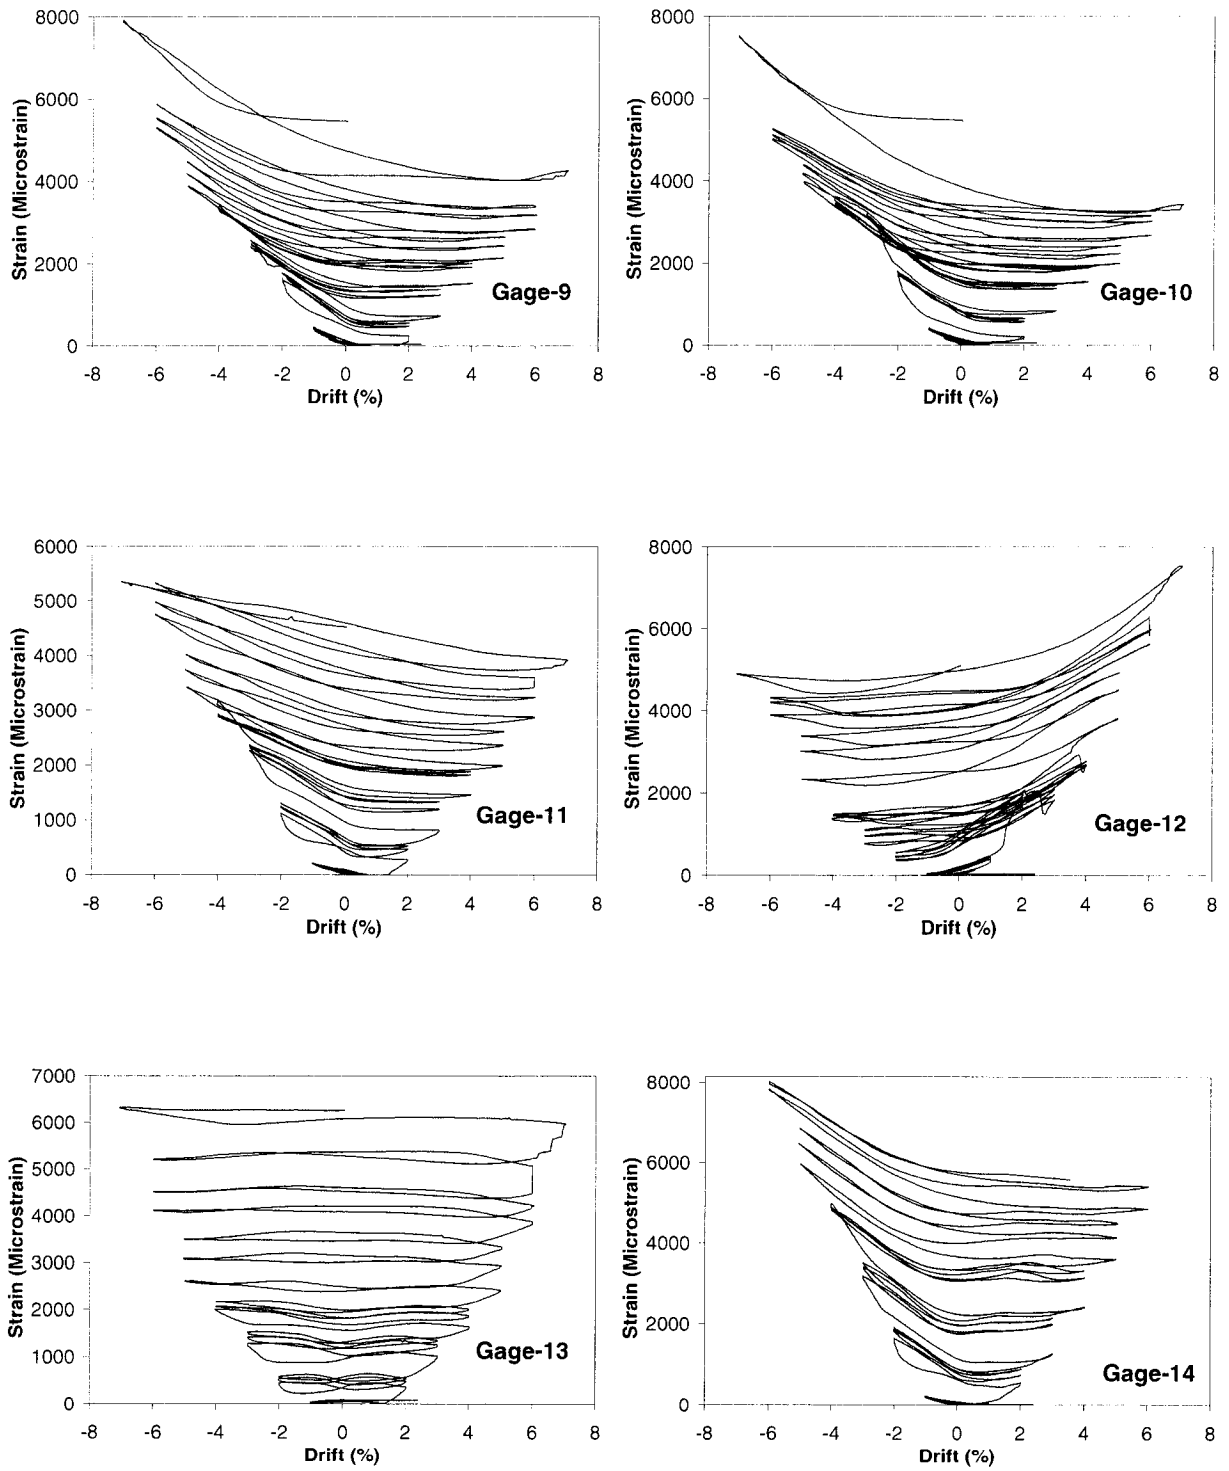 8000
6000
4000
2000
0
-8 -6 -4 -2 0 2 4 6 8
Strain (Microstrain)
Drift (%)
Gage-9
8000
6000
4000
2000
0
-8 -6 -4 -2 0 2 4 6 8
Strain (Microstrain)
Drift (%)
Gage-10
6000
5000
4000
3000
2000
1000
0
-8 -6 -4 -2 0 2 4 6 8
Strain (Microstrain)
Drift (%)
Gage-11
8000
6000
4000
2000
0
-8 -6 -4 -2 0 2 4 6 8
Strain (Microstrain)
Drift (%)
Gage-12
7000
6000
5000
4000
3000
2000
1000
0
-8 -6 -4 -2 0 2 4 6 8
Strain (Microstrain)
Drift (%)
Gage-13
8000
6000
4000
2000
0
-8 -6 -4 -2 0 2 4 6 8
Strain (Microstrain)
Drift (%)
Gage-14